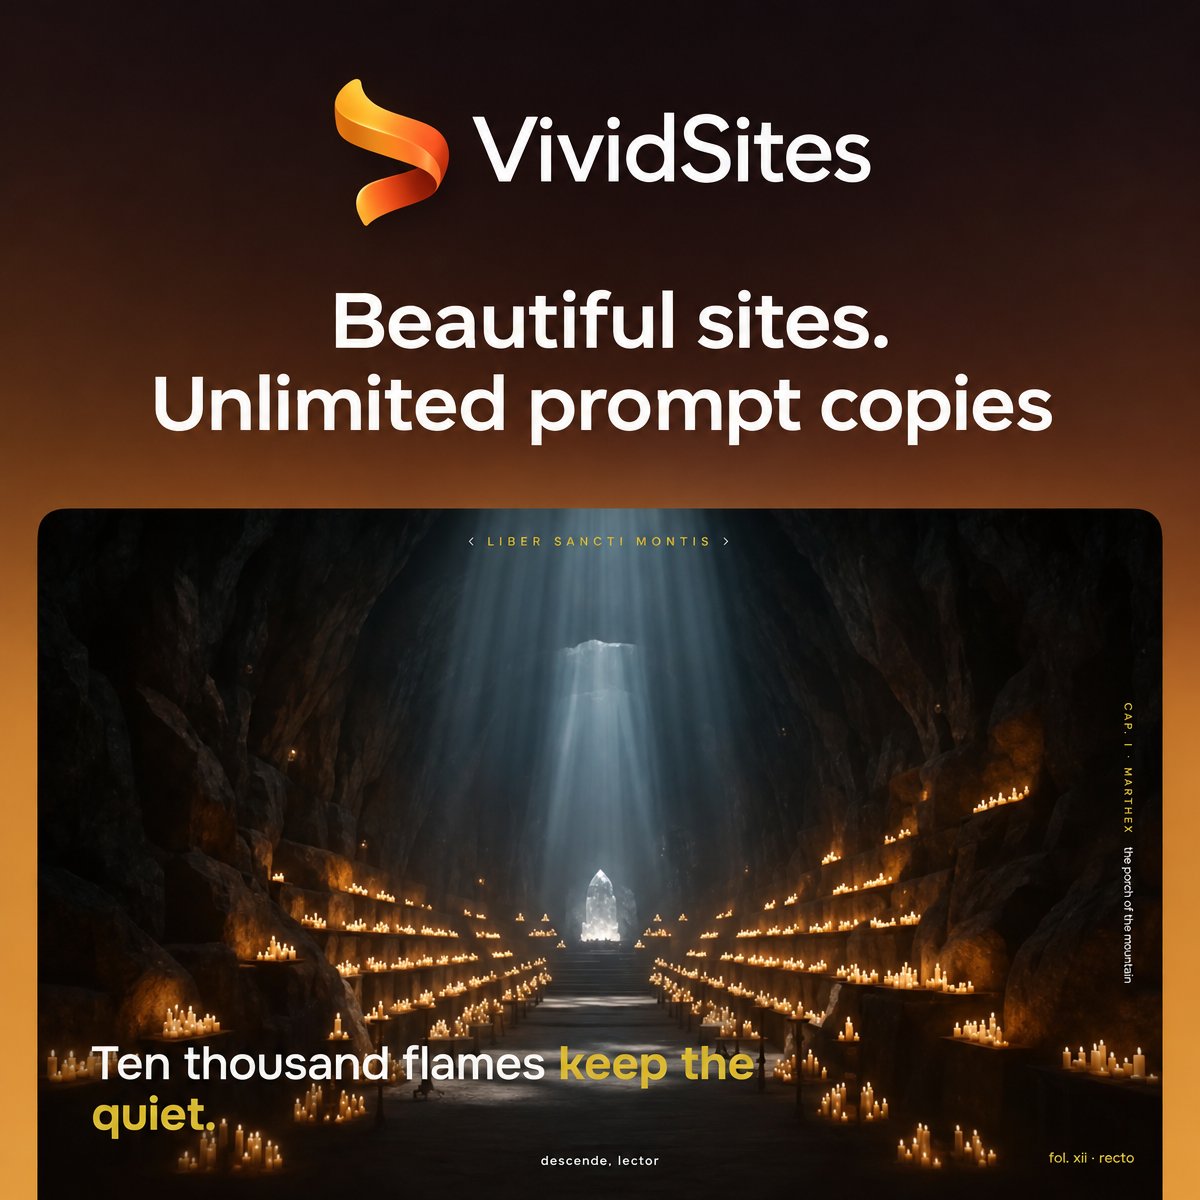 VividSites
Beautiful sites.
Unlimited prompt copies
‹ LIBER SANCTI MONTIS ›
CAP. I · MARTHEX the porch of the mountain
Ten thousand flames keep the
quiet.
descende, lector
fol. xii · recto